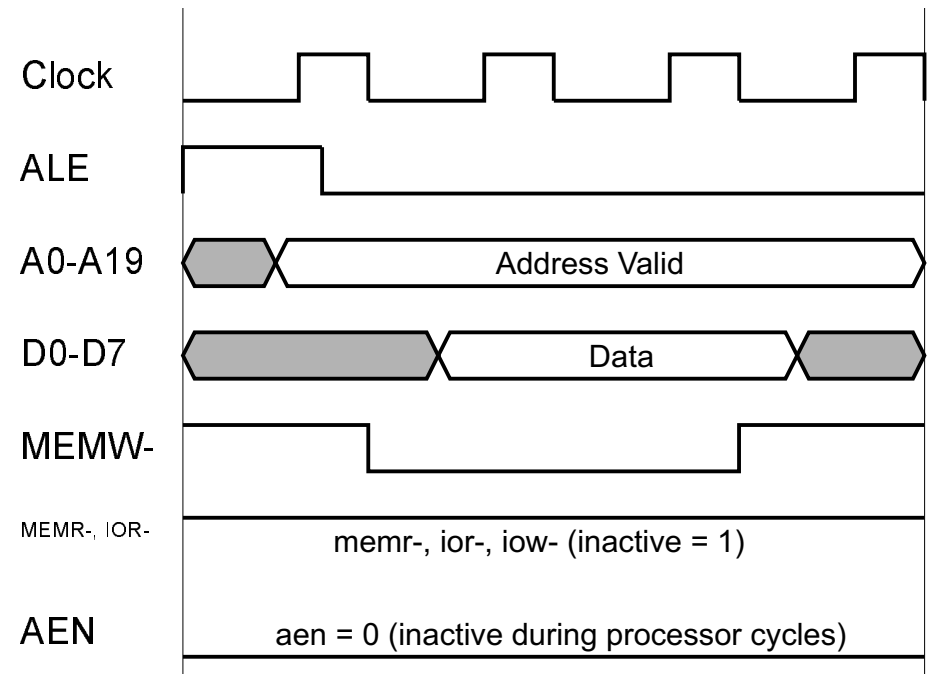 Clock
ALE
A0-A19
Address Valid
D0-D7
Data
MEMW-
MEMR-, IOR-
memr-, ior-, iow- (inactive = 1)
AEN
aen = 0 (inactive during processor cycles)